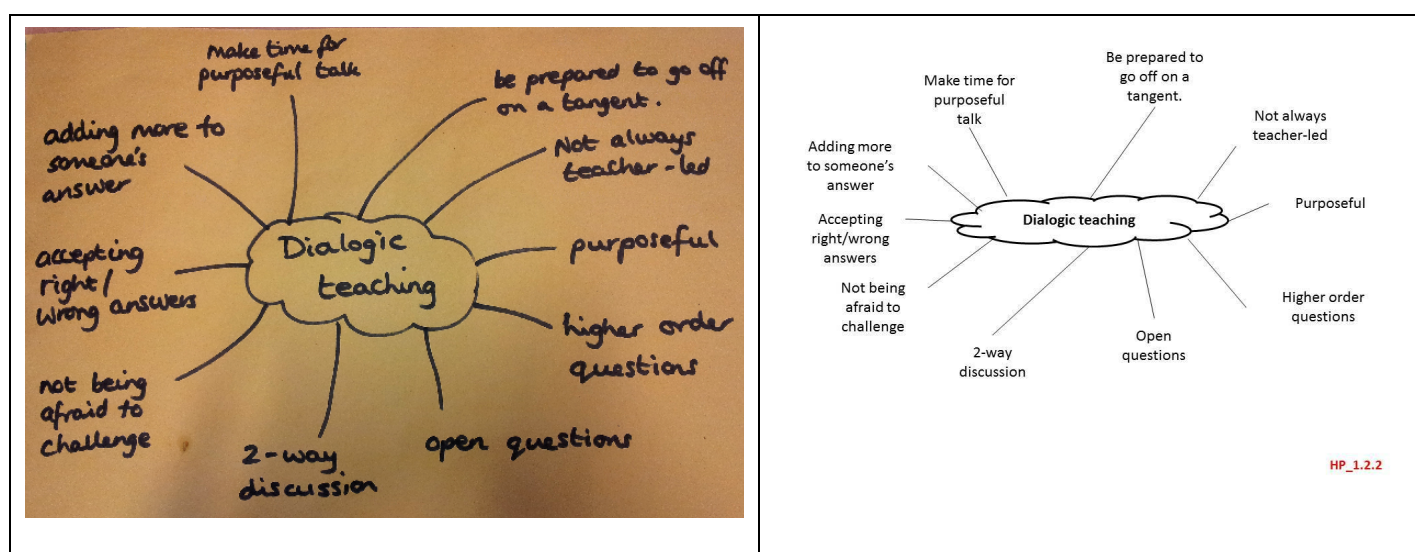 make time for
purposeful talk
be prepared to go off
on a tangent.
Not always
teacher-led
adding more to
someone's
answer
Dialogic
teaching
purposeful
accepting
right/
wrong answers
higher order
questions
not being
afraid to
challenge
2-way
discussion
open questions
Be prepared to
go off on a
tangent.
Make time for
purposeful
talk
Not always
teacher-led
Adding more
to someone's
answer
Purposeful
Dialogic teaching
Accepting
right/wrong
answers
Not being
afraid to
challenge
Higher order
questions
Open
questions
2-way
discussion
HP_1.2.2